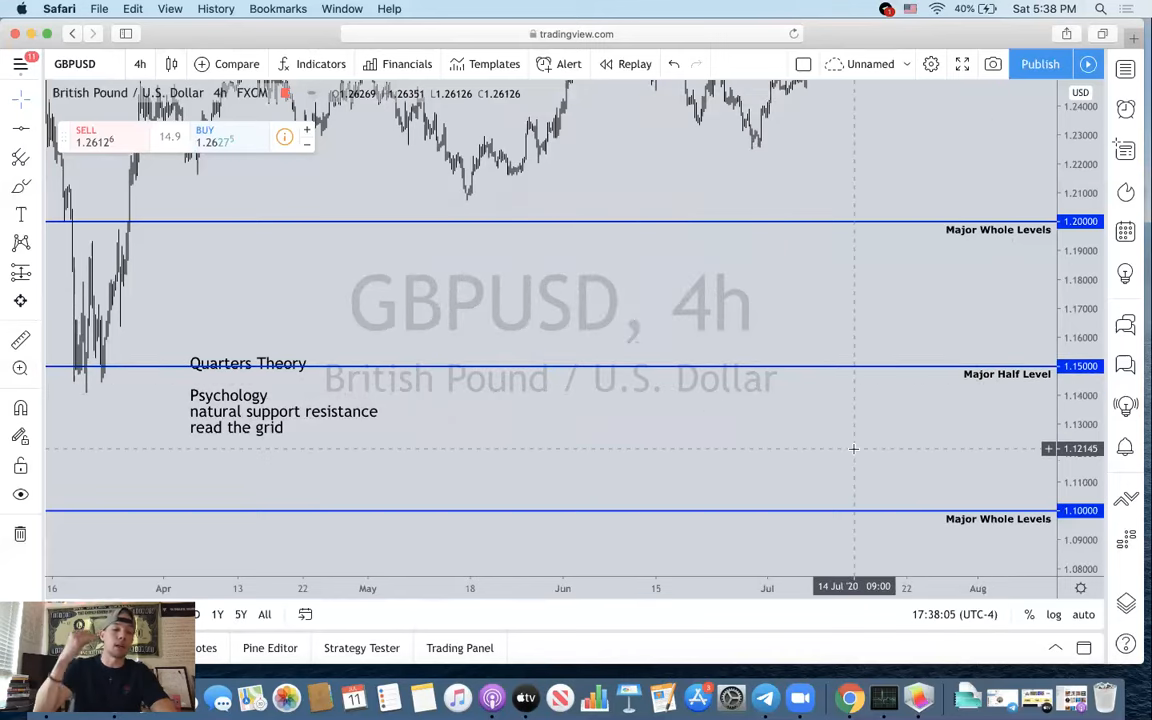 Safari File Edit View History Bookmarks Window Help 1 40% Sat 5:38 PM
tradingview.com
11 GBPUSD 4h Compare Indicators Financials Templates Alert Replay Unnamed Publish
British Pound / U.S. Dollar 4h FXCM O1.26269 H1.26351 L1.26126 C1.26126 USD
1.24000
SELL 1.26126 14.9 BUY 1.26275
1.23000
1.22000
1.21000
1.20000
Major Whole Levels
1.19000
1.18000
GBPUSD, 4h
1.17000
1.16000
Quarters Theory
1.15000
Major Half Level
British Pound / U.S. Dollar
Psychology
1.14000
natural support resistance
read the grid
1.13000
1.12145
1.11000
1.10000
Major Whole Levels
1.09000
1.08000
16 Apr 13 22 May 18 Jun 15 Jul 14 Jul '20 09:00 22 Aug
1Y 5Y All 17:38:05 (UTC-4) % log auto
otes Pine Editor Strategy Tester Trading Panel
JUL 11
tv
3